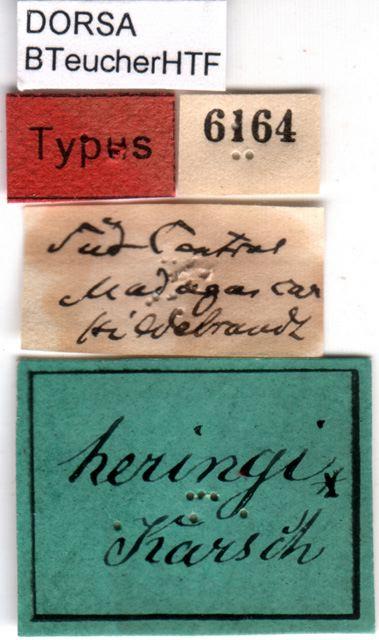 DORSA
BTeucherHTF
Typus
6164
Süd Central
Madagascar
Hildebrandt
heringi *
Karsch